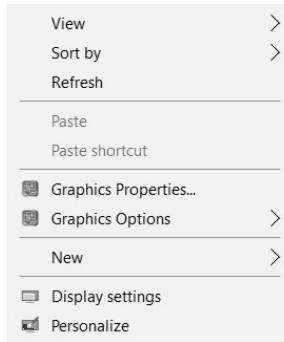 View
Sort by
Refresh
Paste
Paste shortcut
Graphics Properties...
Graphics Options
New
Display settings
Personalize